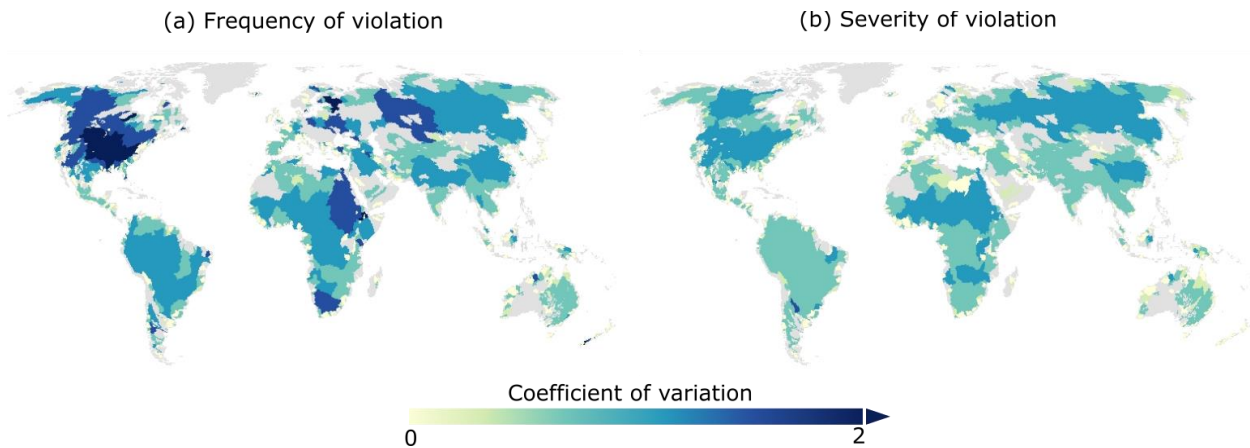 (a) Frequency of violation
(b) Severity of violation
Coefficient of variation
0
2